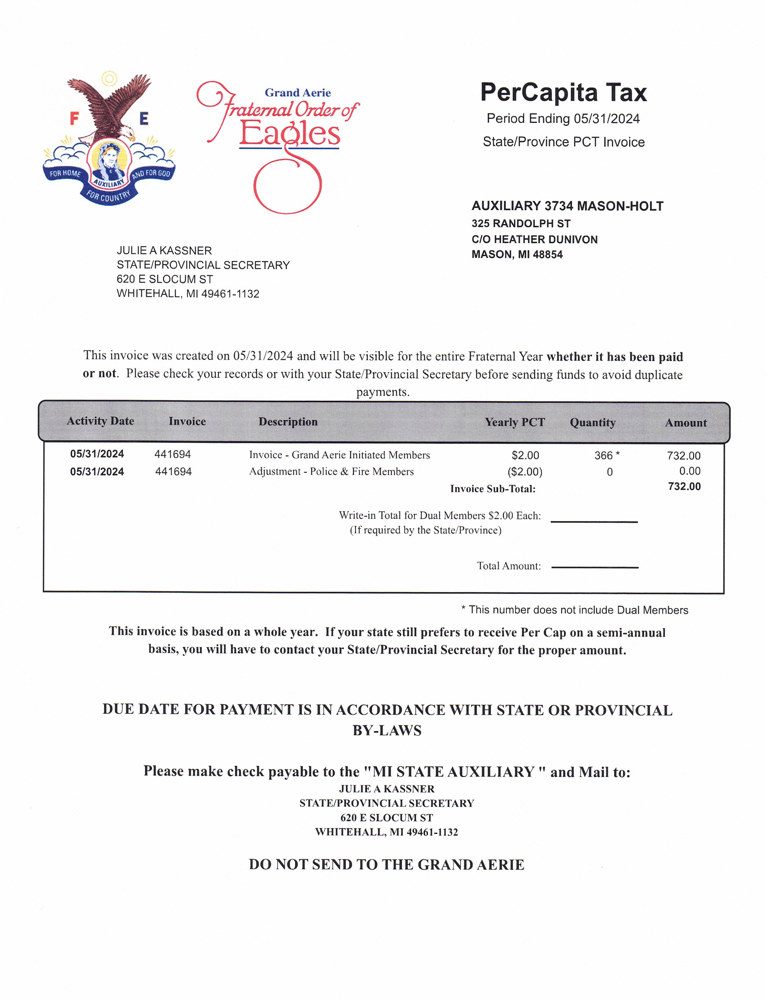 F E
FOR HOME AND FOR GOD
AUXILIARY
FOR COUNTRY
Grand Aerie
Fraternal Order of
Eagles
PerCapita Tax
Period Ending 05/31/2024
State/Province PCT Invoice
AUXILIARY 3734 MASON-HOLT
325 RANDOLPH ST
C/O HEATHER DUNIVON
MASON, MI 48854
JULIE A KASSNER
STATE/PROVINCIAL SECRETARY
620 E SLOCUM ST
WHITEHALL, MI 49461-1132
This invoice was created on 05/31/2024 and will be visible for the entire Fraternal Year whether it has been paid
or not. Please check your records or with your State/Provincial Secretary before sending funds to avoid duplicate
payments.
Activity Date Invoice Description Yearly PCT Quantity Amount
05/31/2024 441694 Invoice - Grand Aerie Initiated Members $2.00 366 * 732.00
05/31/2024 441694 Adjustment - Police & Fire Members ($2.00) 0 0.00
Invoice Sub-Total: 732.00
Write-in Total for Dual Members $2.00 Each:
(If required by the State/Province)
Total Amount:
* This number does not include Dual Members
This invoice is based on a whole year. If your state still prefers to receive Per Cap on a semi-annual
basis, you will have to contact your State/Provincial Secretary for the proper amount.
DUE DATE FOR PAYMENT IS IN ACCORDANCE WITH STATE OR PROVINCIAL
BY-LAWS
Please make check payable to the "MI STATE AUXILIARY " and Mail to:
JULIE A KASSNER
STATE/PROVINCIAL SECRETARY
620 E SLOCUM ST
WHITEHALL, MI 49461-1132
DO NOT SEND TO THE GRAND AERIE